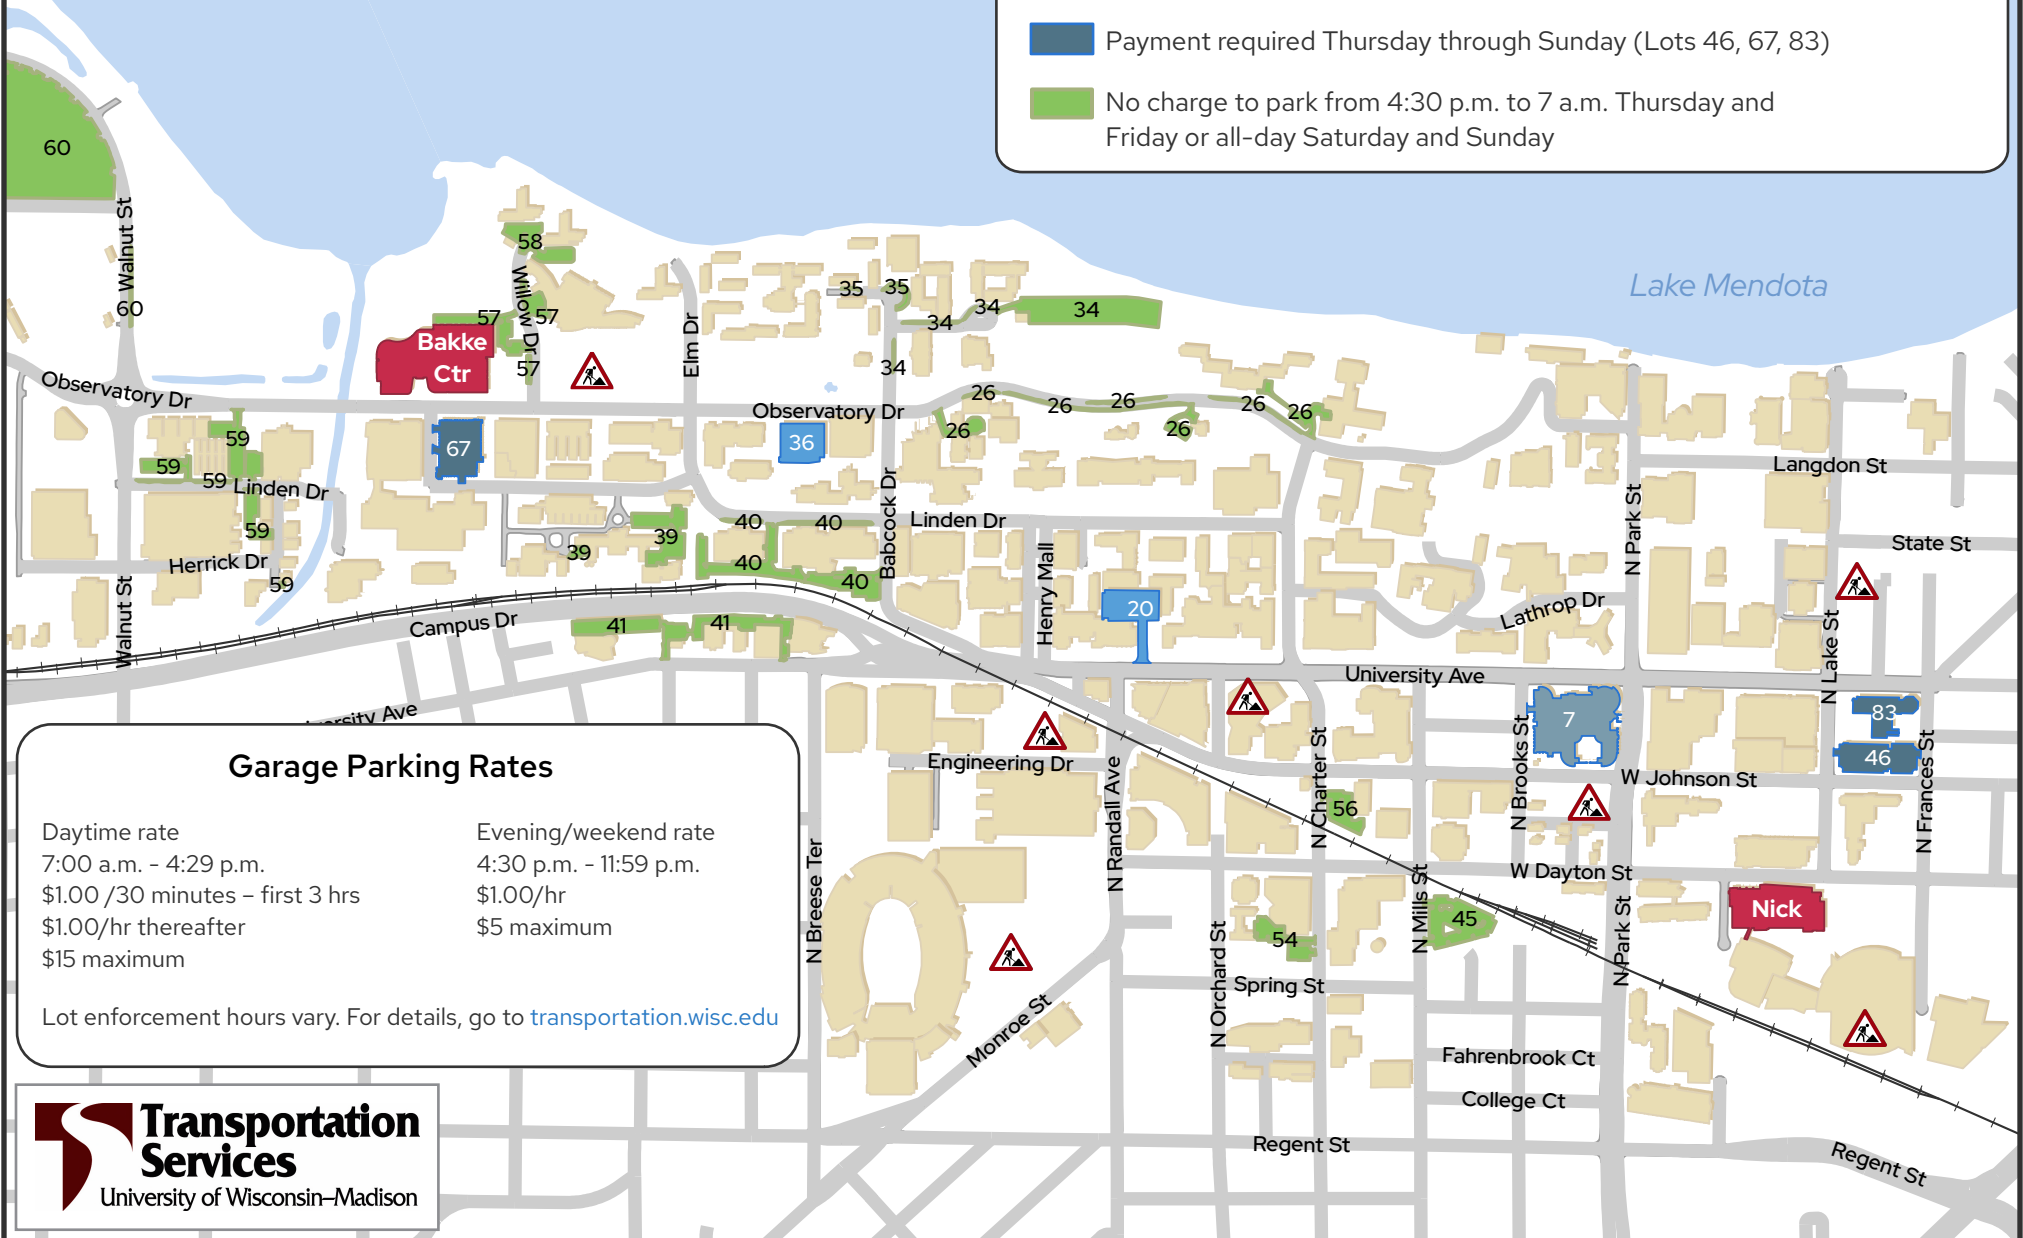 Payment required Thursday through Sunday (Lots 46, 67, 83)
No charge to park from 4:30 p.m. to 7 a.m. Thursday and
Friday or all-day Saturday and Sunday
60
Walnut St
60
58
Willow Dr
57
57
57
Bakke
Ctr
Elm Dr
35
35
34
34
34
34
Lake Mendota
Observatory Dr
Observatory Dr
26
26
26
26
26
26
26
59
59
59
Linden Dr
59
59
67
36
Babcock Dr
Langdon St
N Park St
Herrick Dr
Walnut St
39
39
40
40
40
40
Linden Dr
Henry Mall
20
State St
Lathrop Dr
N Lake St
Campus Dr
41
41
University Ave
ersity Ave
7
83
46
N Brooks St
N Charter St
W Johnson St
N Frances St
Engineering Dr
N Randall Ave
56
N Breese Ter
W Dayton St
N Mills St
45
54
Nick
N Park St
N Orchard St
Spring St
Monroe St
Fahrenbrook Ct
College Ct
Regent St
Regent St
Garage Parking Rates
Daytime rate
7:00 a.m. - 4:29 p.m.
$1.00 /30 minutes – first 3 hrs
$1.00/hr thereafter
$15 maximum
Evening/weekend rate
4:30 p.m. - 11:59 p.m.
$1.00/hr
$5 maximum
Lot enforcement hours vary. For details, go to transportation.wisc.edu
Transportation
Services
University of Wisconsin–Madison